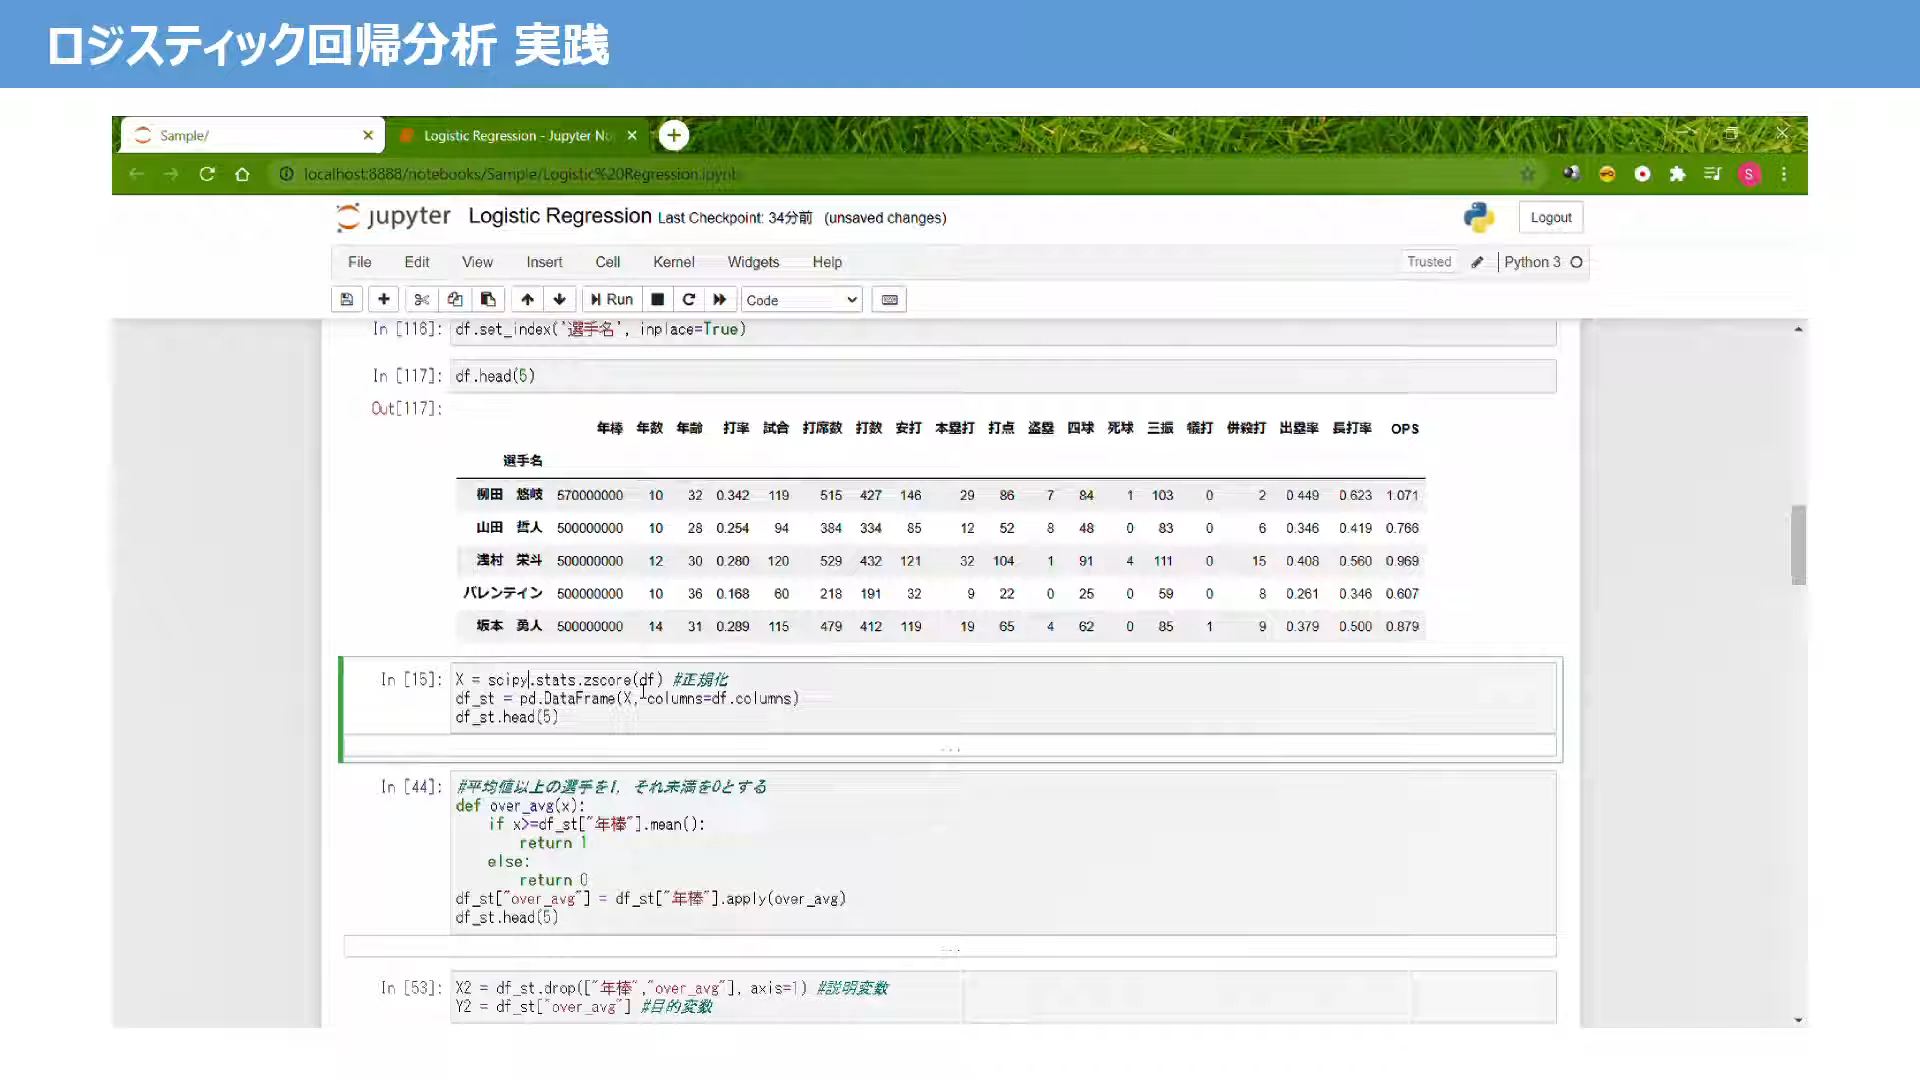 ロジスティック回帰分析 実践
Sample/
Logistic Regression - Jupyter No
localhost:8888/notebooks/Sample/Logistic%20Regression.ipynb
S
jupyter Logistic Regression Last Checkpoint: 34分前 (unsaved changes)
Logout
File Edit View Insert Cell Kernel Widgets Help
Trusted Python 3
Run Code
In [116]: df.set_index('選手名', inplace=True)
In [117]: df.head(5)
Out[117]:
年棒 年数 年齢 打率 試合 打席数 打数 安打 本塁打 打点 盗塁 四球 死球 三振 犠打 併殺打 出塁率 長打率 OPS
選手名
柳田 悠岐 570000000 10 32 0.342 119 515 427 146 29 86 7 84 1 103 0 2 0.449 0.623 1.071
山田 哲人 500000000 10 28 0.254 94 384 334 85 12 52 8 48 0 83 0 6 0.346 0.419 0.766
浅村 栄斗 500000000 12 30 0.280 120 529 432 121 32 104 1 91 4 111 0 15 0.408 0.560 0.969
バレンティン 500000000 10 36 0.168 60 218 191 32 9 22 0 25 0 59 0 8 0.261 0.346 0.607
坂本 勇人 500000000 14 31 0.289 115 479 412 119 19 65 4 62 0 85 1 9 0.379 0.500 0.879
In [15]: X = scipy.stats.zscore(df) #正規化
df_st = pd.DataFrame(X, columns=df.columns)
df_st.head(5)
...
In [44]: #平均値以上の選手を1, それ未満を0とする
def over_avg(x):
if x>=df_st["年棒"].mean():
return 1
else:
return 0
df_st["over_avg"] = df_st["年棒"].apply(over_avg)
df_st.head(5)
...
In [53]: X2 = df_st.drop(["年棒","over_avg"], axis=1) #説明変数
Y2 = df_st["over_avg"] #目的変数